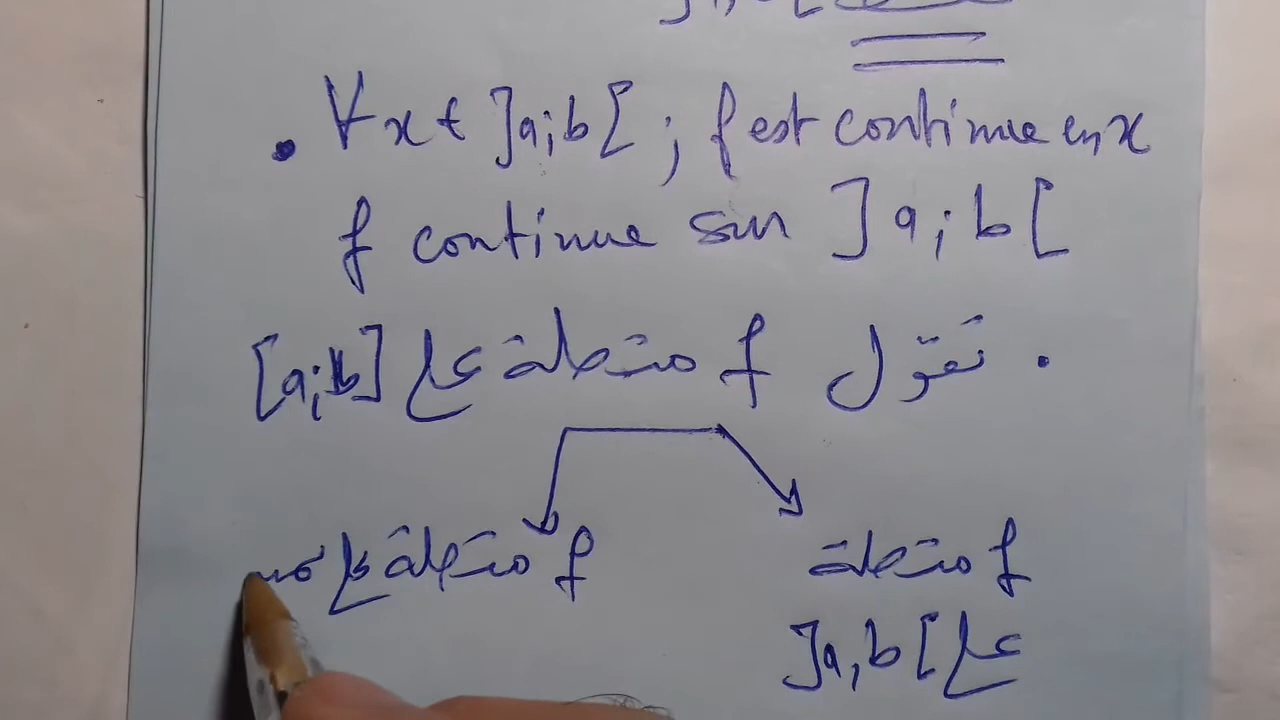 . ∀x ∈ ]a;b[ ; f est continue en x
f continue sur ]a;b[
. نقول f متصلة على [a;b]
f متصلة
على ]a,b[
f متصلة على